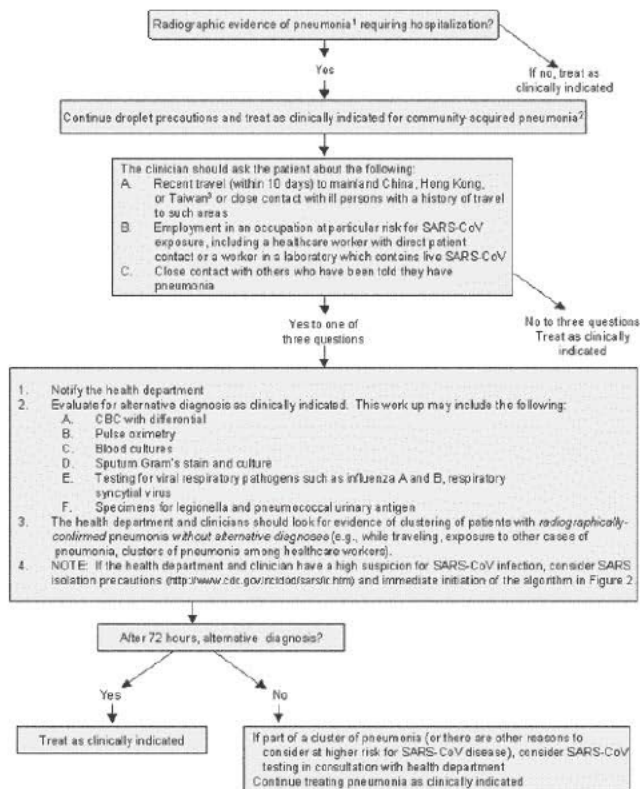 Radiographic evidence of pneumonia¹ requiring hospitalization?
Yes
If no, treat as
clinically indicated
Continue droplet precautions and treat as clinically indicated for community-acquired pneumonia²
The clinician should ask the patient about the following:
A. Recent travel (within 10 days) to mainland China, Hong Kong,
or Taiwan³ or close contact with ill persons with a history of travel
to such areas
B. Employment in an occupation at particular risk for SARS-CoV
exposure, including a healthcare worker with direct patient
contact or a worker in a laboratory which contains live SARS-CoV
C. Close contact with others who have been told they have
pneumonia
Yes to one of
three questions
No to three questions
Treat as clinically
indicated
1. Notify the health department
2. Evaluate for alternative diagnosis as clinically indicated. This work up may include the following:
A. CBC with differential
B. Pulse oximetry
C. Blood cultures
D. Sputum Gram's stain and culture
E. Testing for viral respiratory pathogens such as influenza A and B, respiratory
syncytial virus
F. Specimens for legionella and pneumococcal urinary antigen
3. The health department and clinicians should look for evidence of clustering of patients with radiographically-
confirmed pneumonia without alternative diagnoses (e.g., while traveling, exposure to other cases of
pneumonia, clusters of pneumonia among healthcare workers).
4. NOTE: If the health department and clinician have a high suspicion for SARS-CoV infection, consider SARS
isolation precautions (http://www.cdc.gov/ncidod/sars/ic.htm) and immediate initiation of the algorithm in Figure 2.
After 72 hours, alternative diagnosis?
Yes
No
Treat as clinically indicated
If part of a cluster of pneumonia (or there are other reasons to
consider at higher risk for SARS-CoV disease), consider SARS-CoV
testing in consultation with health department
Continue treating pneumonia as clinically indicated